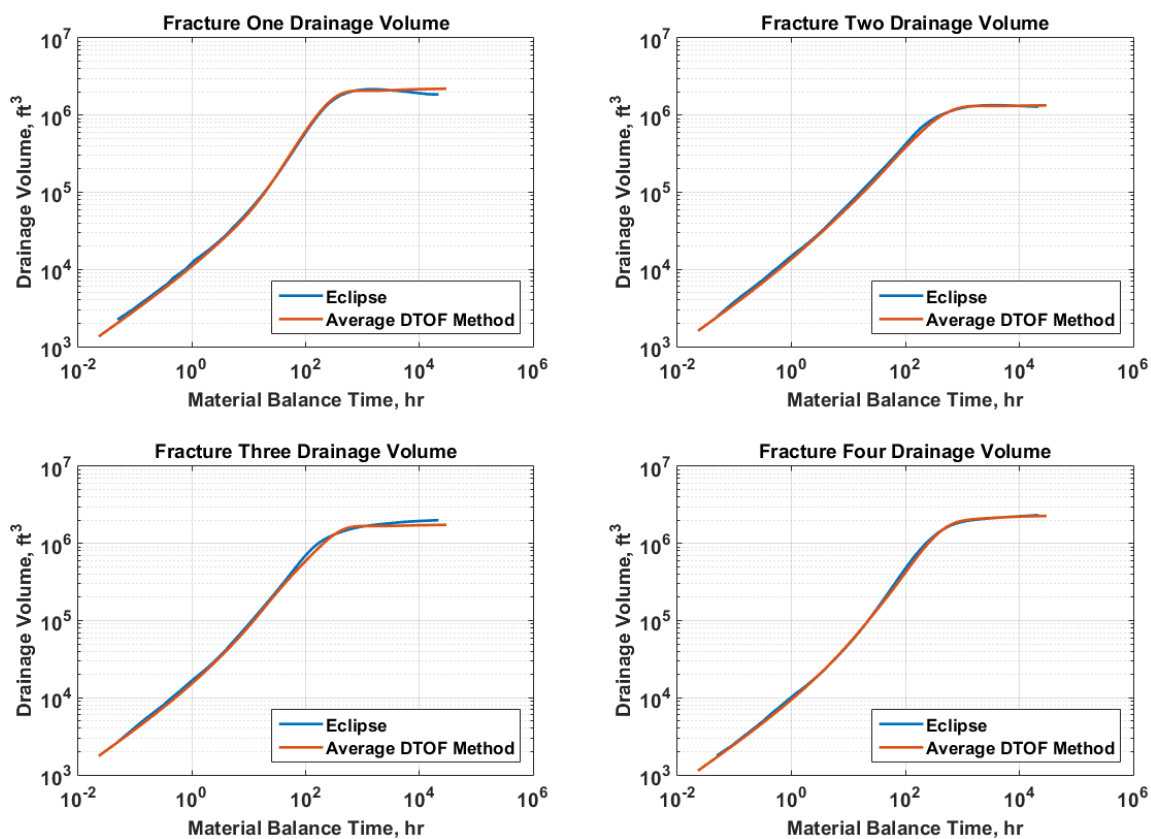 Fracture One Drainage Volume
10^7
10^6
10^5
10^4
10^3
Drainage Volume, ft^3
Eclipse
Average DTOF Method
10^-2 10^0 10^2 10^4 10^6
Material Balance Time, hr
Fracture Two Drainage Volume
10^7
10^6
10^5
10^4
10^3
Drainage Volume, ft^3
Eclipse
Average DTOF Method
10^-2 10^0 10^2 10^4 10^6
Material Balance Time, hr
Fracture Three Drainage Volume
10^7
10^6
10^5
10^4
10^3
Drainage Volume, ft^3
Eclipse
Average DTOF Method
10^-2 10^0 10^2 10^4 10^6
Material Balance Time, hr
Fracture Four Drainage Volume
10^7
10^6
10^5
10^4
10^3
Drainage Volume, ft^3
Eclipse
Average DTOF Method
10^-2 10^0 10^2 10^4 10^6
Material Balance Time, hr